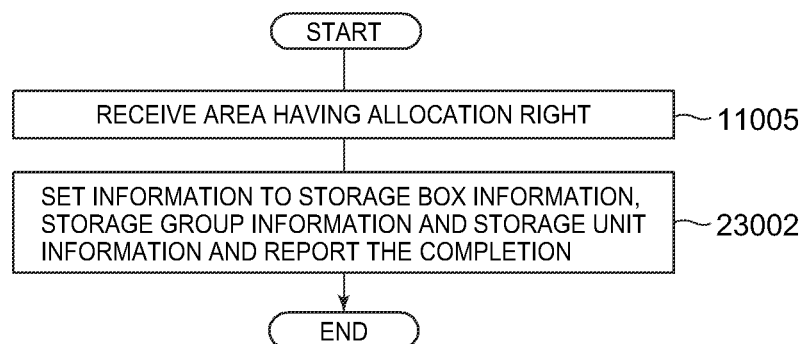 START
RECEIVE AREA HAVING ALLOCATION RIGHT
11005
SET INFORMATION TO STORAGE BOX INFORMATION,
STORAGE GROUP INFORMATION AND STORAGE UNIT
INFORMATION AND REPORT THE COMPLETION
23002
END